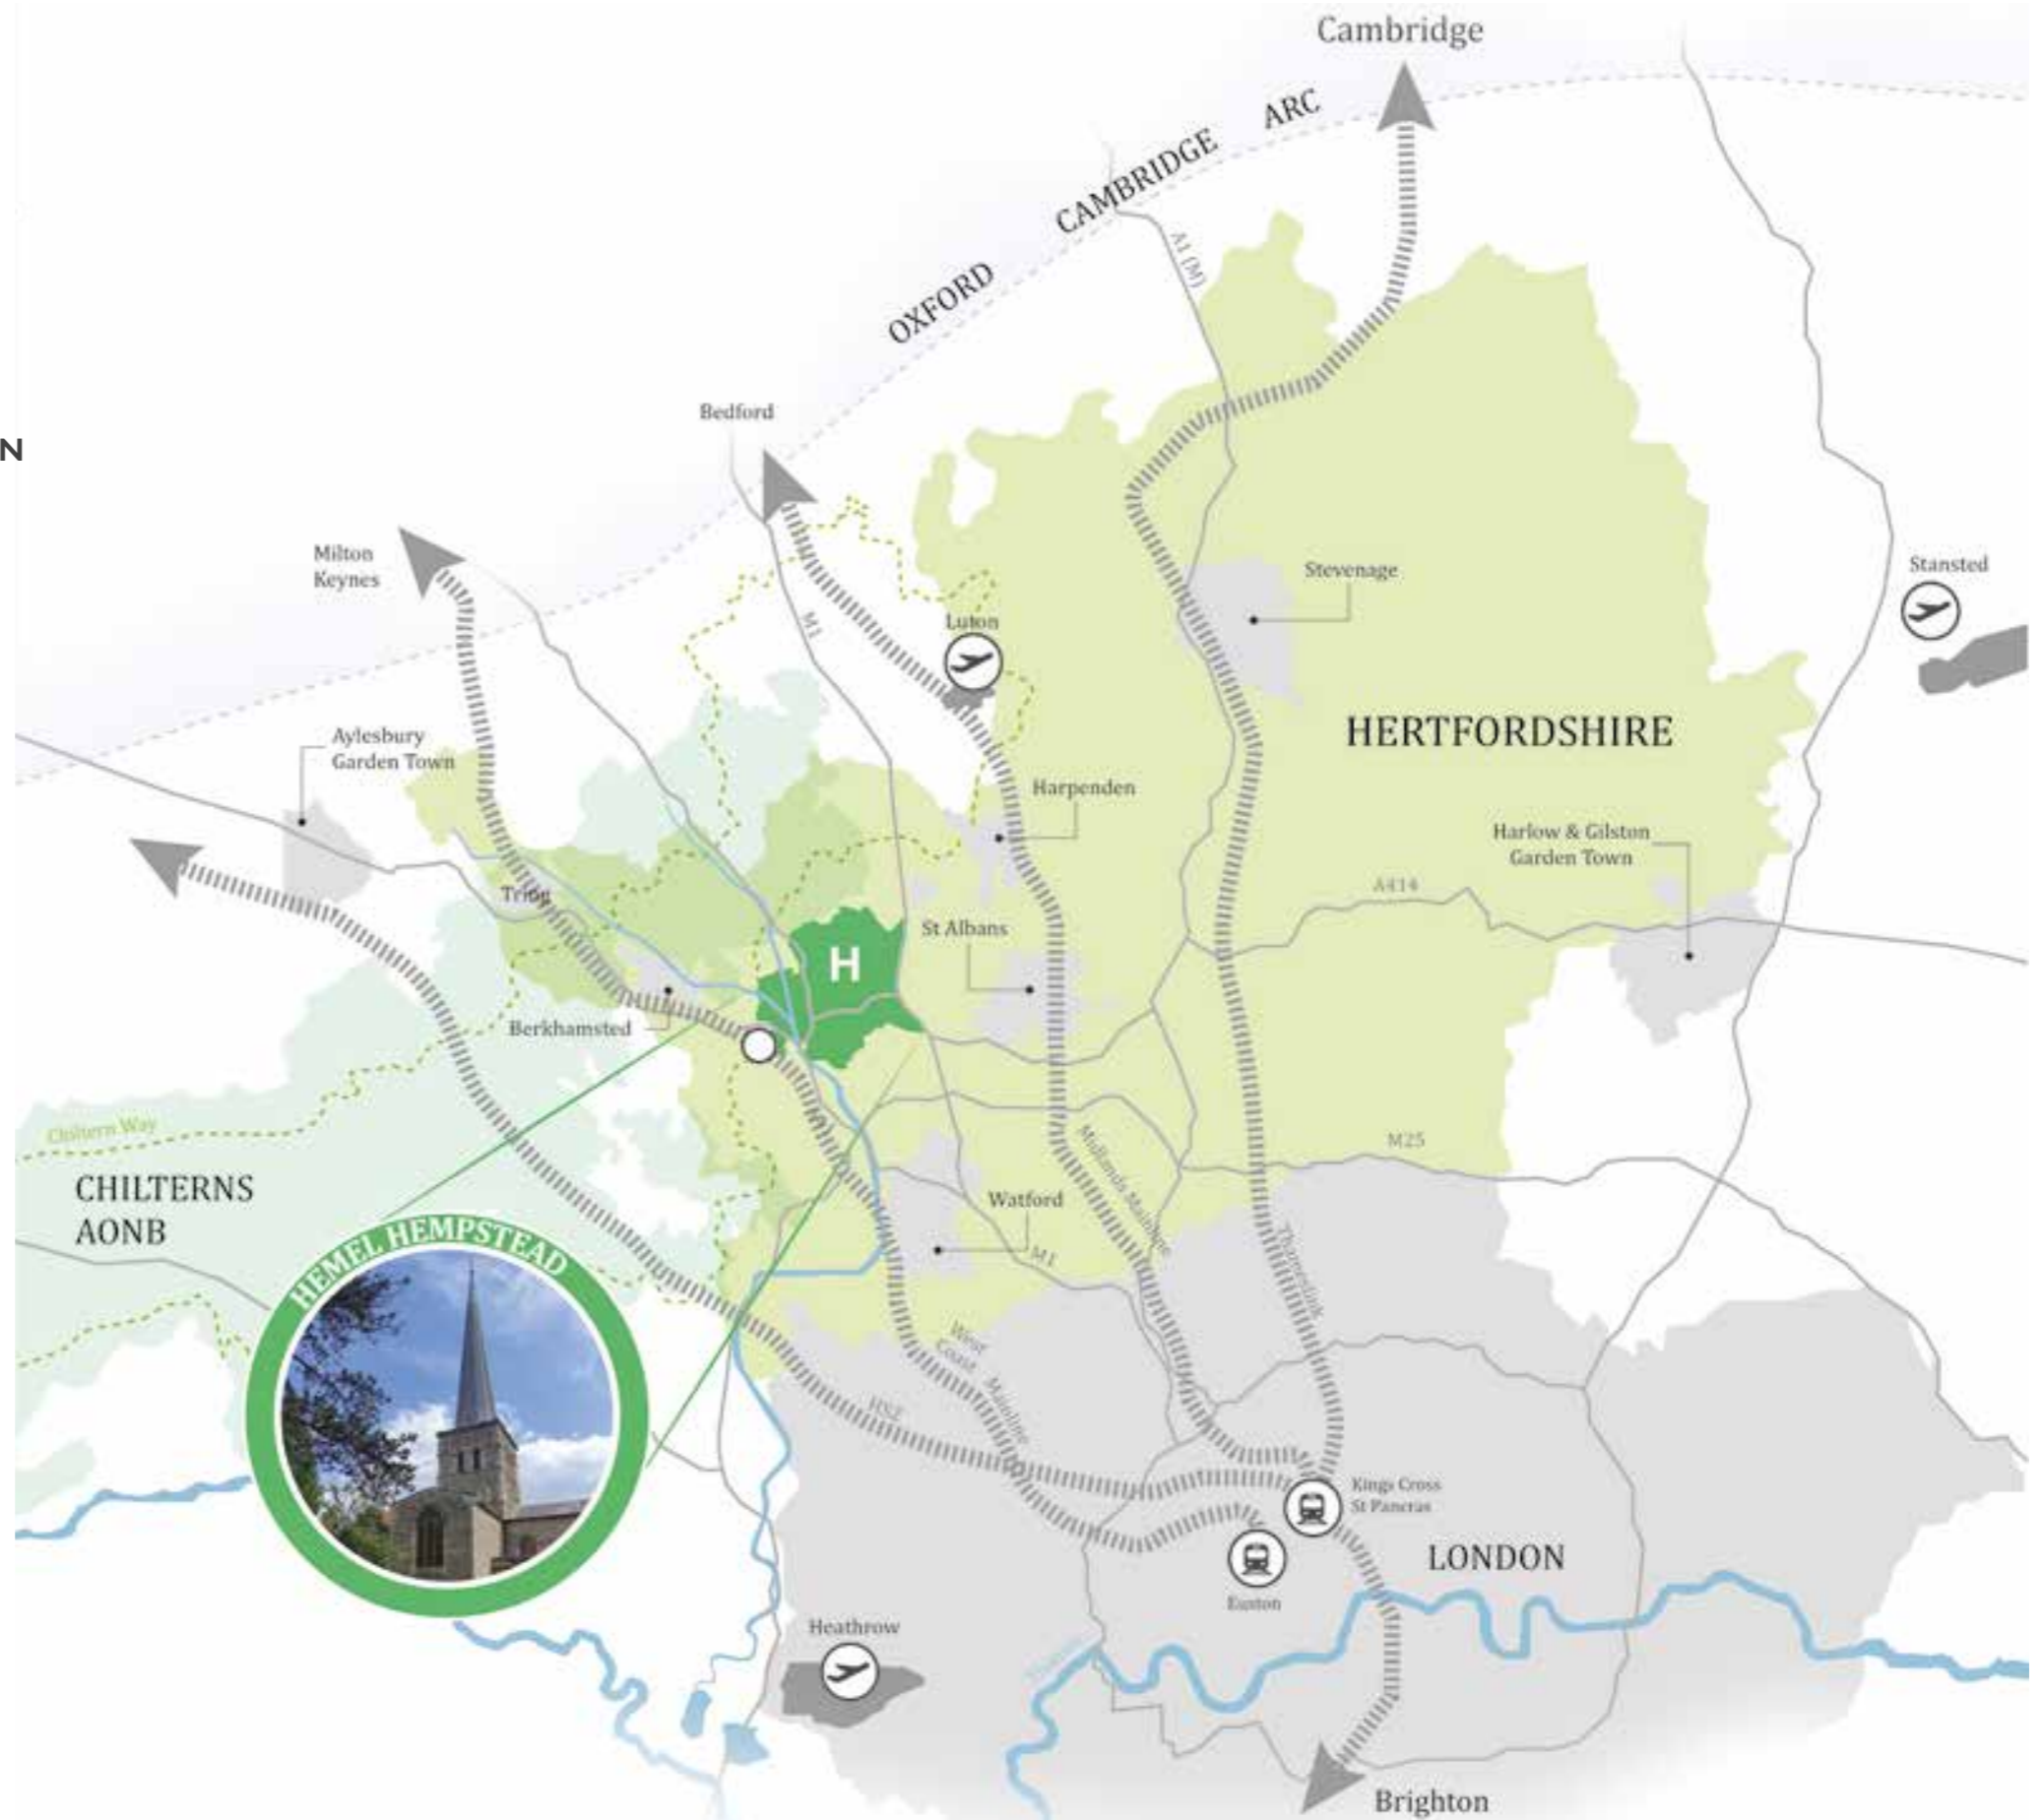 Cambridge
OXFORD CAMBRIDGE ARC
A1 (M)
Bedford
N
Milton
Keynes
M1
Luton
Stevenage
Stansted
HERTFORDSHIRE
Aylesbury
Garden Town
Harpenden
Harlow & Gilston
Garden Town
A414
Tring
H
St Albans
Berkhamsted
Chiltern Way
M25
Midlands Mainline
CHILTERNS
AONB
Watford
M1
Thameslink
HEMEL HEMPSTEAD
West
Coast
Mainline
HS2
Kings Cross
St Pancras
LONDON
Euston
Heathrow
Brighton